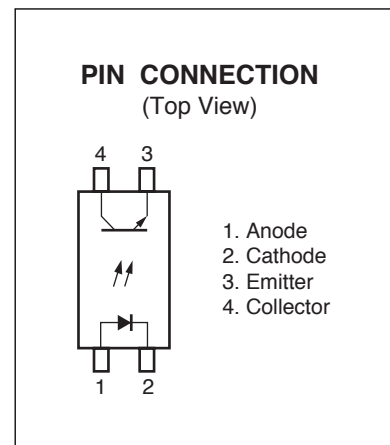 PIN CONNECTION
(Top View)
4 3
1. Anode
2. Cathode
3. Emitter
4. Collector
1 2